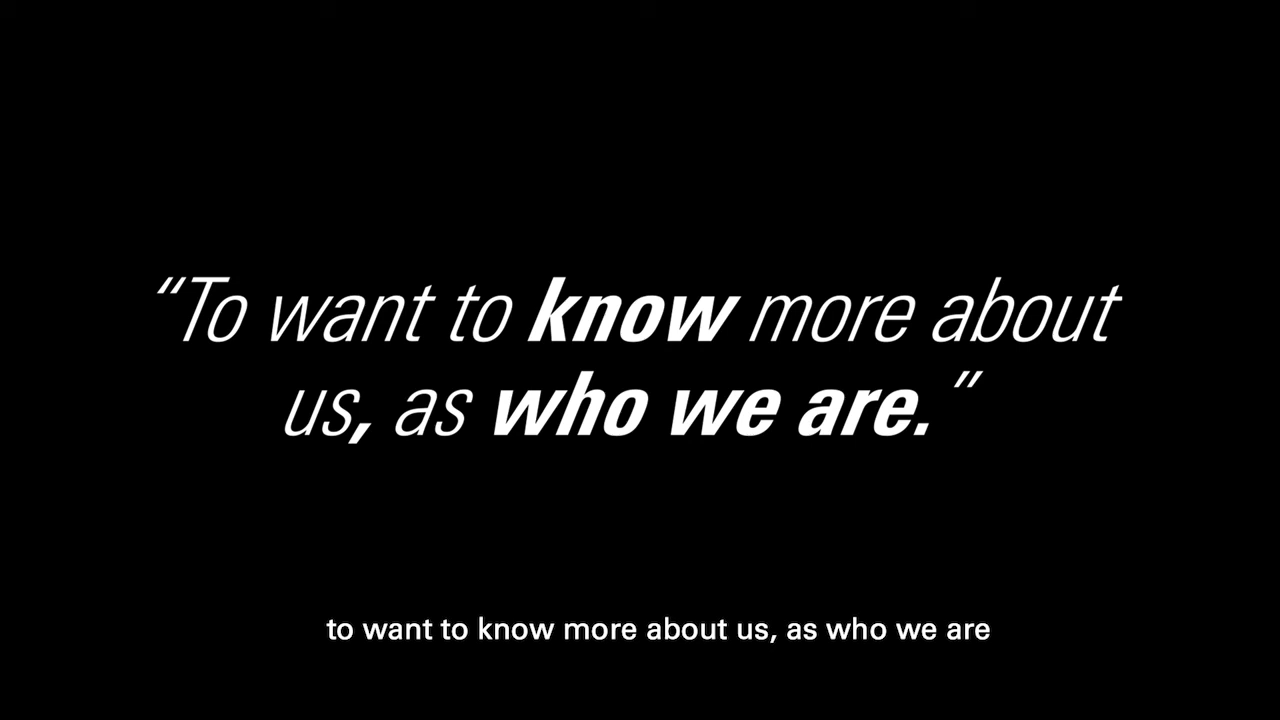 “To want to know more about
us, as who we are.”
to want to know more about us, as who we are